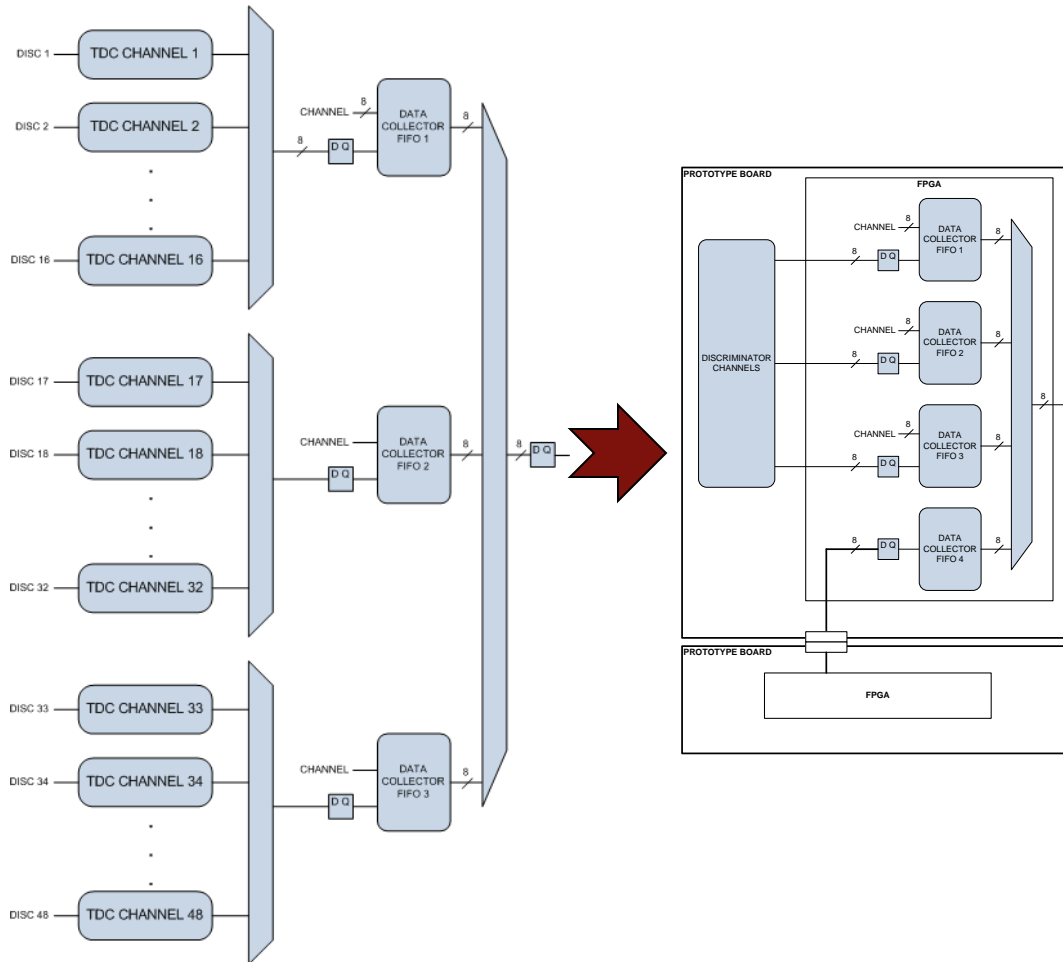 DISC 1
TDC CHANNEL 1
DISC 2
TDC CHANNEL 2
DISC 16
TDC CHANNEL 16
CHANNEL
8
8
D Q
DATA
COLLECTOR
FIFO 1
8
DISC 17
TDC CHANNEL 17
DISC 18
TDC CHANNEL 18
DISC 32
TDC CHANNEL 32
CHANNEL
D Q
DATA
COLLECTOR
FIFO 2
8
8
D Q
DISC 33
TDC CHANNEL 33
DISC 34
TDC CHANNEL 34
DISC 48
TDC CHANNEL 48
CHANNEL
D Q
DATA
COLLECTOR
FIFO 3
8
PROTOTYPE BOARD
FPGA
DISCRIMINATOR
CHANNELS
CHANNEL
8
8
D Q
DATA
COLLECTOR
FIFO 1
8
CHANNEL
8
8
D Q
DATA
COLLECTOR
FIFO 2
8
CHANNEL
8
8
D Q
DATA
COLLECTOR
FIFO 3
8
8
D Q
DATA
COLLECTOR
FIFO 4
8
8
PROTOTYPE BOARD
FPGA